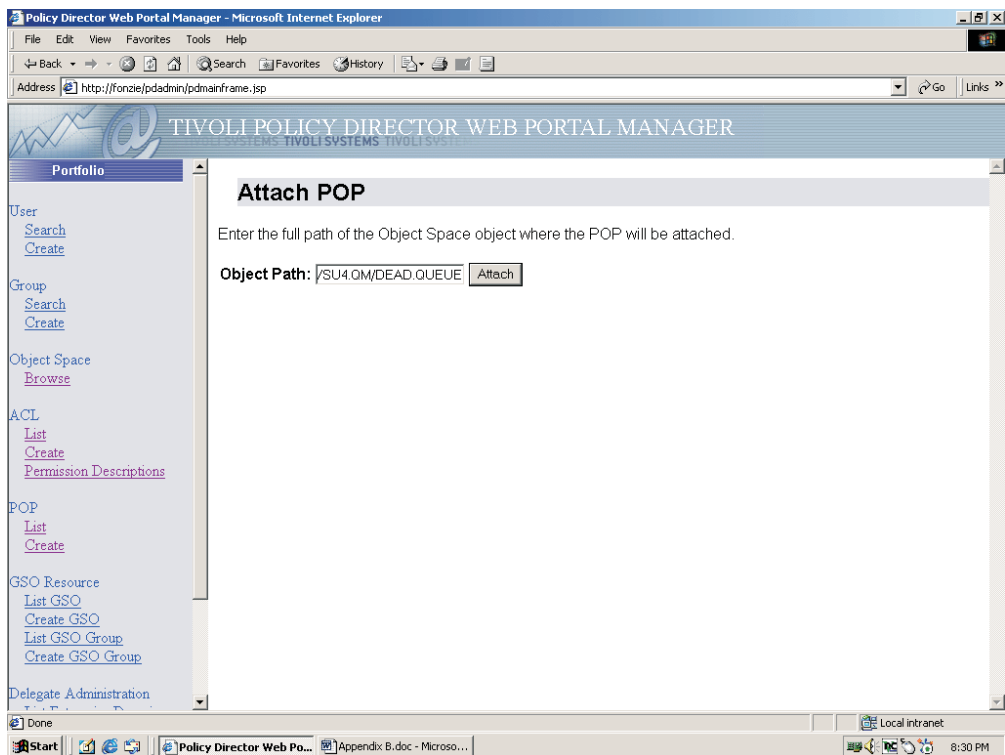 Policy Director Web Portal Manager - Microsoft Internet Explorer
File Edit View Favorites Tools Help
Back Search Favorites History
Address http://fonzie/pdadmin/pdmainframe.jsp Go Links »
TIVOLI POLICY DIRECTOR WEB PORTAL MANAGER
TIVOLI SYSTEMS
Portfolio
User
Search
Create
Group
Search
Create
Object Space
Browse
ACL
List
Create
Permission Descriptions
POP
List
Create
GSO Resource
List GSO
Create GSO
List GSO Group
Create GSO Group
Delegate Administration
Attach POP
Enter the full path of the Object Space object where the POP will be attached.
Object Path: /SU4.QM/DEAD.QUEUE Attach
Done Local intranet
Start Policy Director Web Po... Appendix B.doc - Microso... 8:30 PM